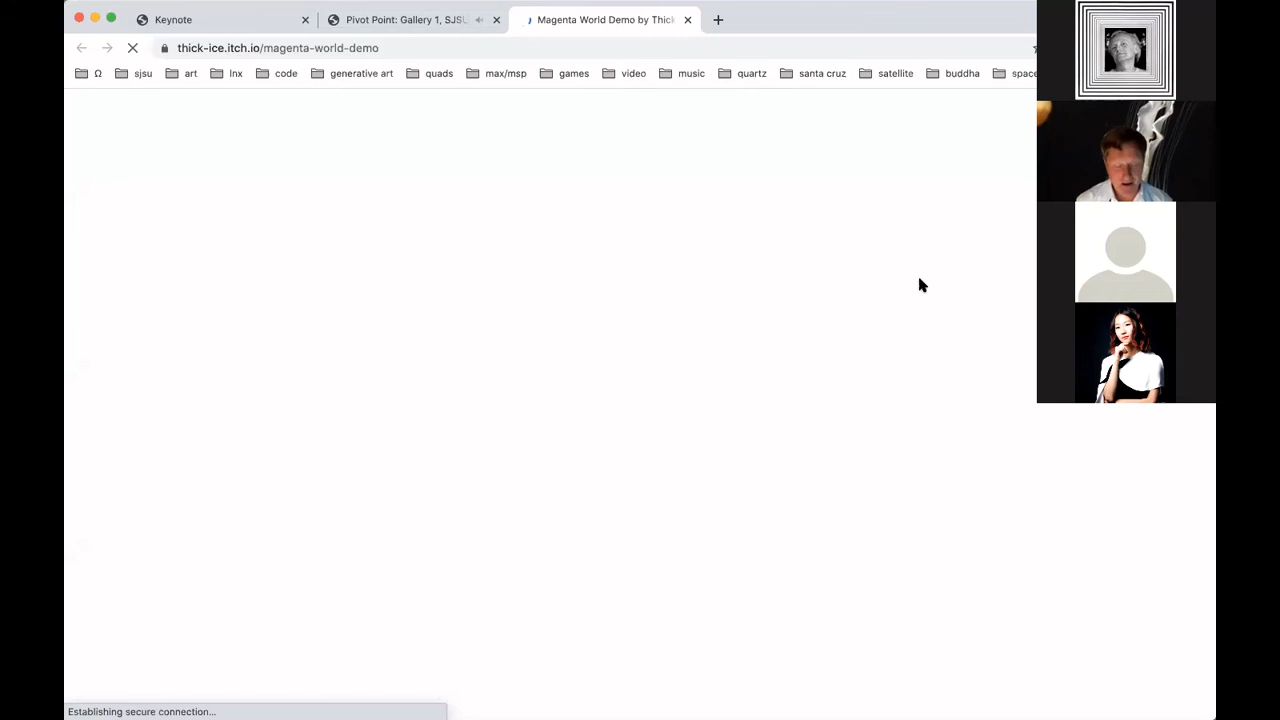 Keynote
Pivot Point: Gallery 1, SJSU
Magenta World Demo by Thick
thick-ice.itch.io/magenta-world-demo
Ω sjsu art lnx code generative art quads max/msp games video music quartz santa cruz satellite buddha space
Establishing secure connection...